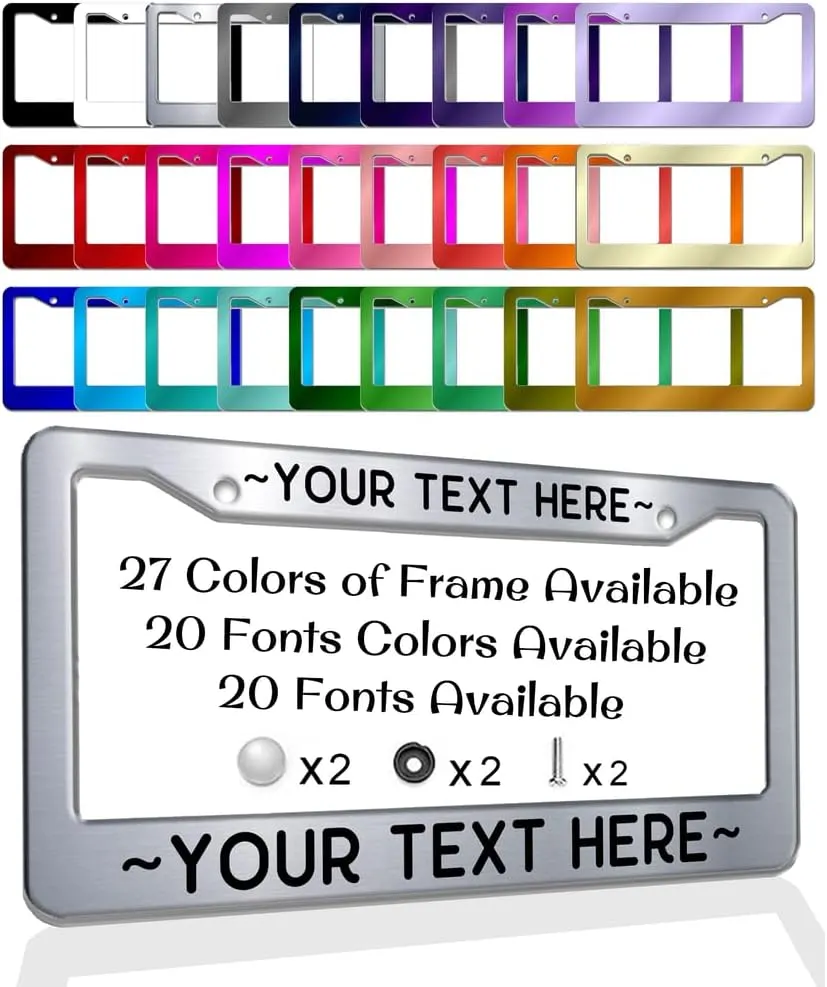 ~YOUR TEXT HERE~
27 Colors of Frame Available
20 Fonts Colors Available
20 Fonts Available
x2 x2 x2
~YOUR TEXT HERE~